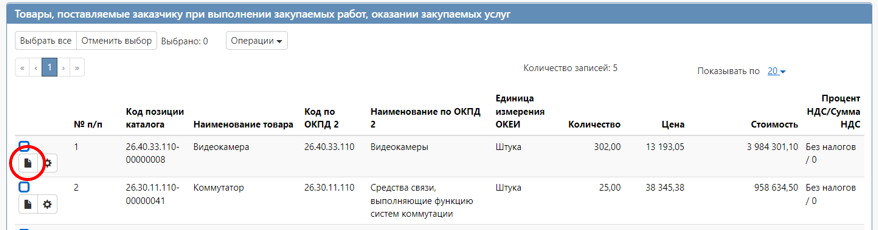 Товары, поставляемые заказчику при выполнении закупаемых работ, оказании закупаемых услуг
Выбрать все Отменить выбор Выбрано: 0 Операции
« ‹ 1 › » Количество записей: 5 Показывать по 20
№ п/п Код позиции каталога Наименование товара Код по ОКПД 2 Наименование по ОКПД 2 Единица измерения ОКЕИ Количество Цена Стоимость Процент НДС/Сумма НДС
1 26.40.33.110-00000008 Видеокамера 26.40.33.110 Видеокамеры Штука 302,00 13 193,05 3 984 301,10 Без налогов / 0
2 26.30.11.110-00000041 Коммутатор 26.30.11.110 Средства связи, выполняющие функцию систем коммутации Штука 25,00 38 345,38 958 634,50 Без налогов / 0